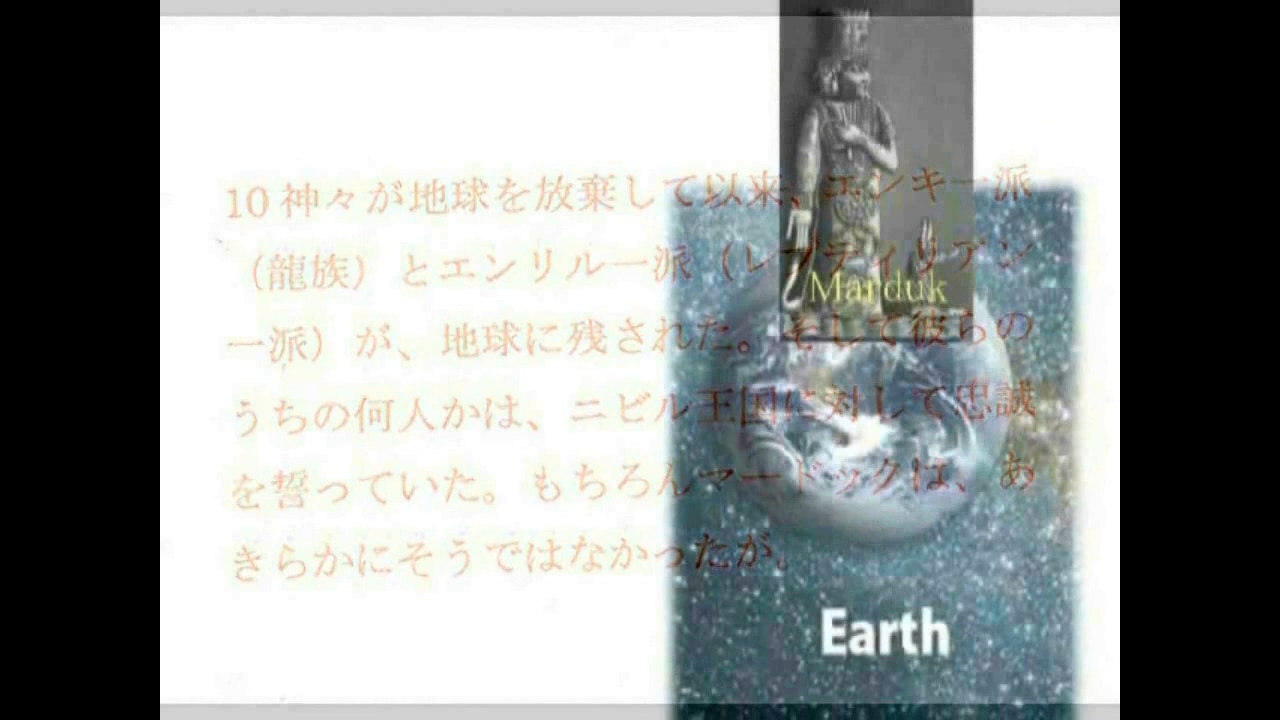 10 神々が地球を放棄して以来、エンキ一派
（龍族）とエンリル一派（レプティリアン
一派）が、地球に残された。そして彼らの
うちの何人かは、ニビル王国に対して忠誠
を誓っていた。もちろんマードックは、あ
きらかにそうではなかったが。
Marduk
Earth